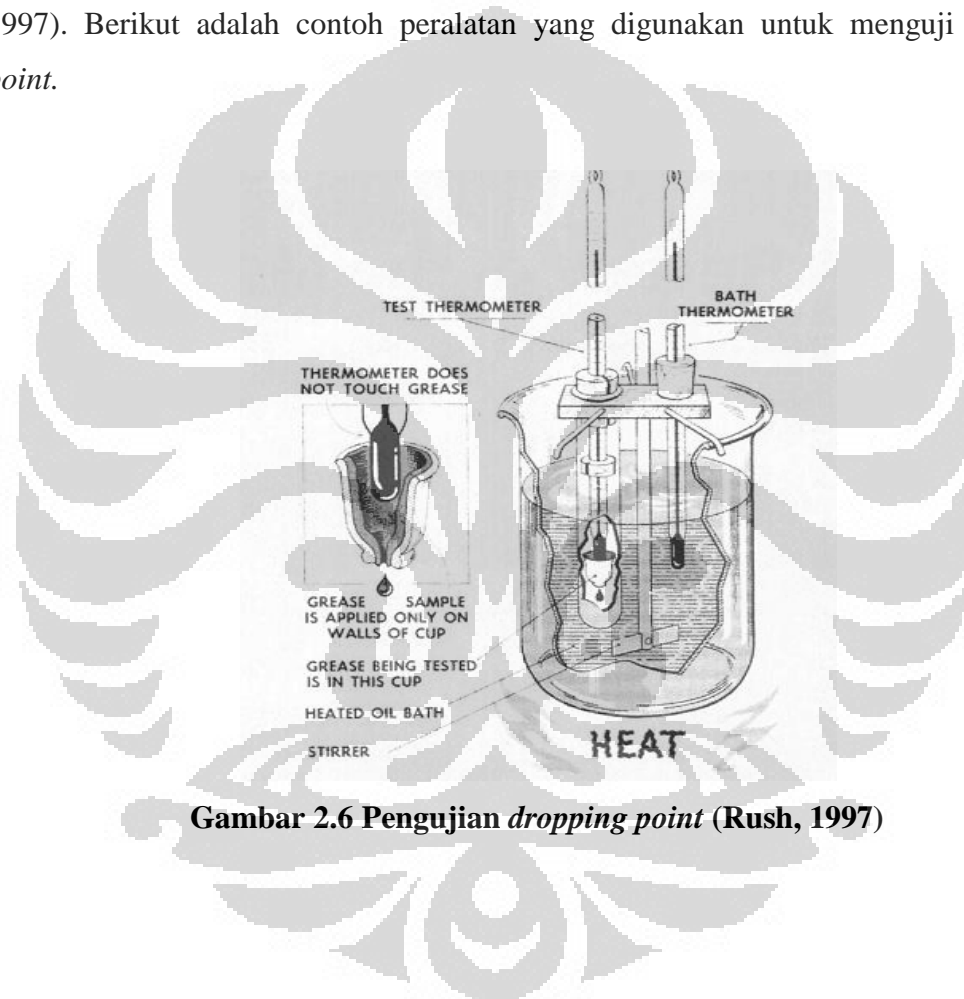 997). Berikut adalah contoh peralatan yang digunakan untuk menguji
point.
TEST THERMOMETER
BATH
THERMOMETER
THERMOMETER DOES
NOT TOUCH GREASE
GREASE SAMPLE
IS APPLIED ONLY ON
WALLS OF CUP
GREASE BEING TESTED
IS IN THIS CUP
HEATED OIL BATH
STIRRER
HEAT
Gambar 2.6 Pengujian dropping point (Rush, 1997)